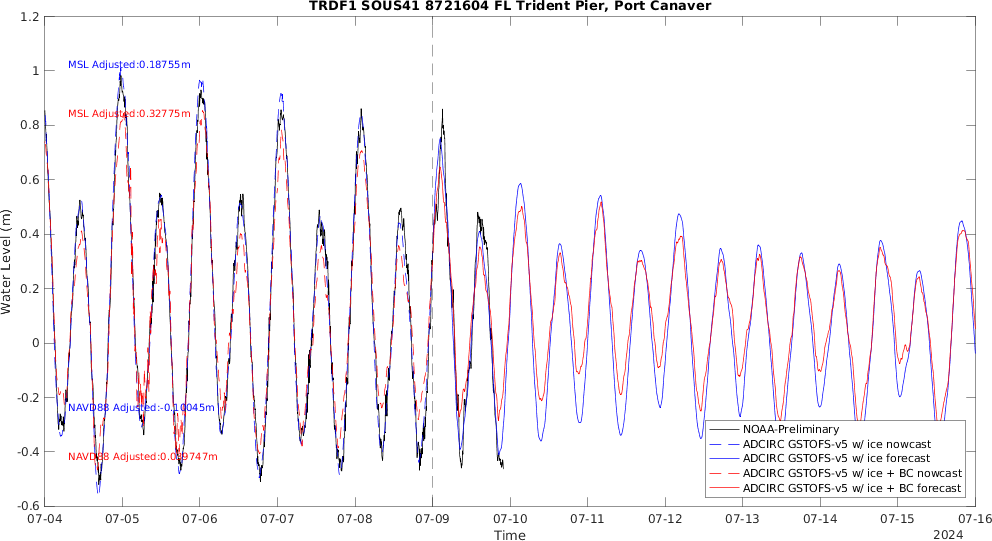 TRDF1 SOUS41 8721604 FL Trident Pier, Port Canaver
1.2
1
0.8
0.6
0.4
0.2
0
-0.2
-0.4
-0.6
Water Level (m)
MSL Adjusted:0.18755m
MSL Adjusted:0.32775m
NAVD88 Adjusted:-0.10045m
NAVD88 Adjusted:0.039747m
NOAA-Preliminary
ADCIRC GSTOFS-v5 w/ ice nowcast
ADCIRC GSTOFS-v5 w/ ice forecast
ADCIRC GSTOFS-v5 w/ ice + BC nowcast
ADCIRC GSTOFS-v5 w/ ice + BC forecast
07-04 07-05 07-06 07-07 07-08 07-09 07-10 07-11 07-12 07-13 07-14 07-15 07-16
Time
2024